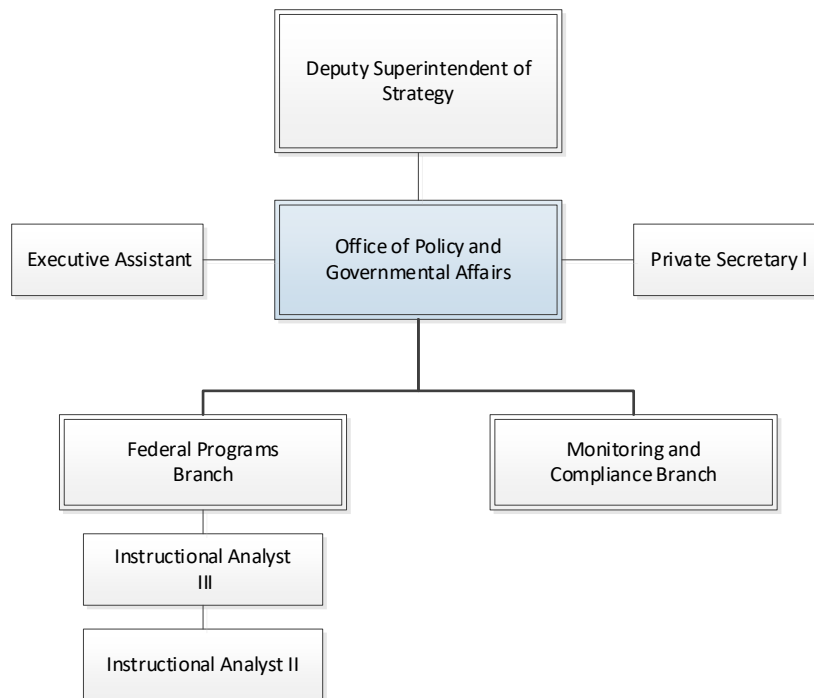 Deputy Superintendent of
Strategy
Executive Assistant
Office of Policy and
Governmental Affairs
Private Secretary I
Federal Programs
Branch
Monitoring and
Compliance Branch
Instructional Analyst
III
Instructional Analyst II